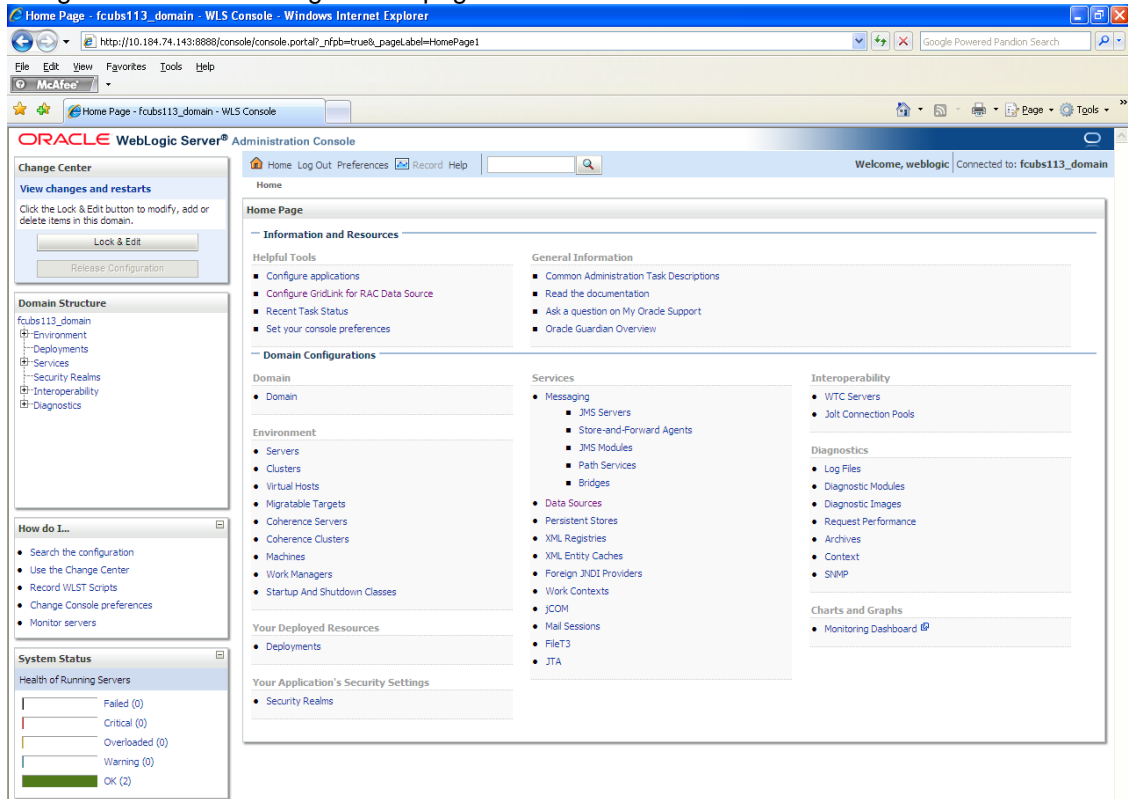 Home Page - fcubs113_domain - WLS Console - Windows Internet Explorer
http://10.184.74.143:8888/console/console.portal?_nfpb=true&_pageLabel=HomePage1
Google Powered Pandion Search
File Edit View Favorites Tools Help
McAfee
Home Page - fcubs113_domain - WLS Console
Page Tools
ORACLE WebLogic Server® Administration Console
Change Center
View changes and restarts
Click the Lock & Edit button to modify, add or
delete items in this domain.
Lock & Edit
Release Configuration
Domain Structure
fcubs113_domain
Environment
Deployments
Services
Security Realms
Interoperability
Diagnostics
How do I...
Search the configuration
Use the Change Center
Record WLST Scripts
Change Console preferences
Monitor servers
System Status
Health of Running Servers
Failed (0)
Critical (0)
Overloaded (0)
Warning (0)
OK (2)
Home Log Out Preferences Record Help
Welcome, weblogic Connected to: fcubs113_domain
Home
Home Page
Information and Resources
Helpful Tools
Configure applications
Configure GridLink for RAC Data Source
Recent Task Status
Set your console preferences
General Information
Common Administration Task Descriptions
Read the documentation
Ask a question on My Oracle Support
Oracle Guardian Overview
Domain Configurations
Domain
Domain
Environment
Servers
Clusters
Virtual Hosts
Migratable Targets
Coherence Servers
Coherence Clusters
Machines
Work Managers
Startup And Shutdown Classes
Your Deployed Resources
Deployments
Your Application's Security Settings
Security Realms
Services
Messaging
JMS Servers
Store-and-Forward Agents
JMS Modules
Path Services
Bridges
Data Sources
Persistent Stores
XML Registries
XML Entity Caches
Foreign JNDI Providers
Work Contexts
jCOM
Mail Sessions
FileT3
JTA
Interoperability
WTC Servers
Jolt Connection Pools
Diagnostics
Log Files
Diagnostic Modules
Diagnostic Images
Request Performance
Archives
Context
SNMP
Charts and Graphs
Monitoring Dashboard